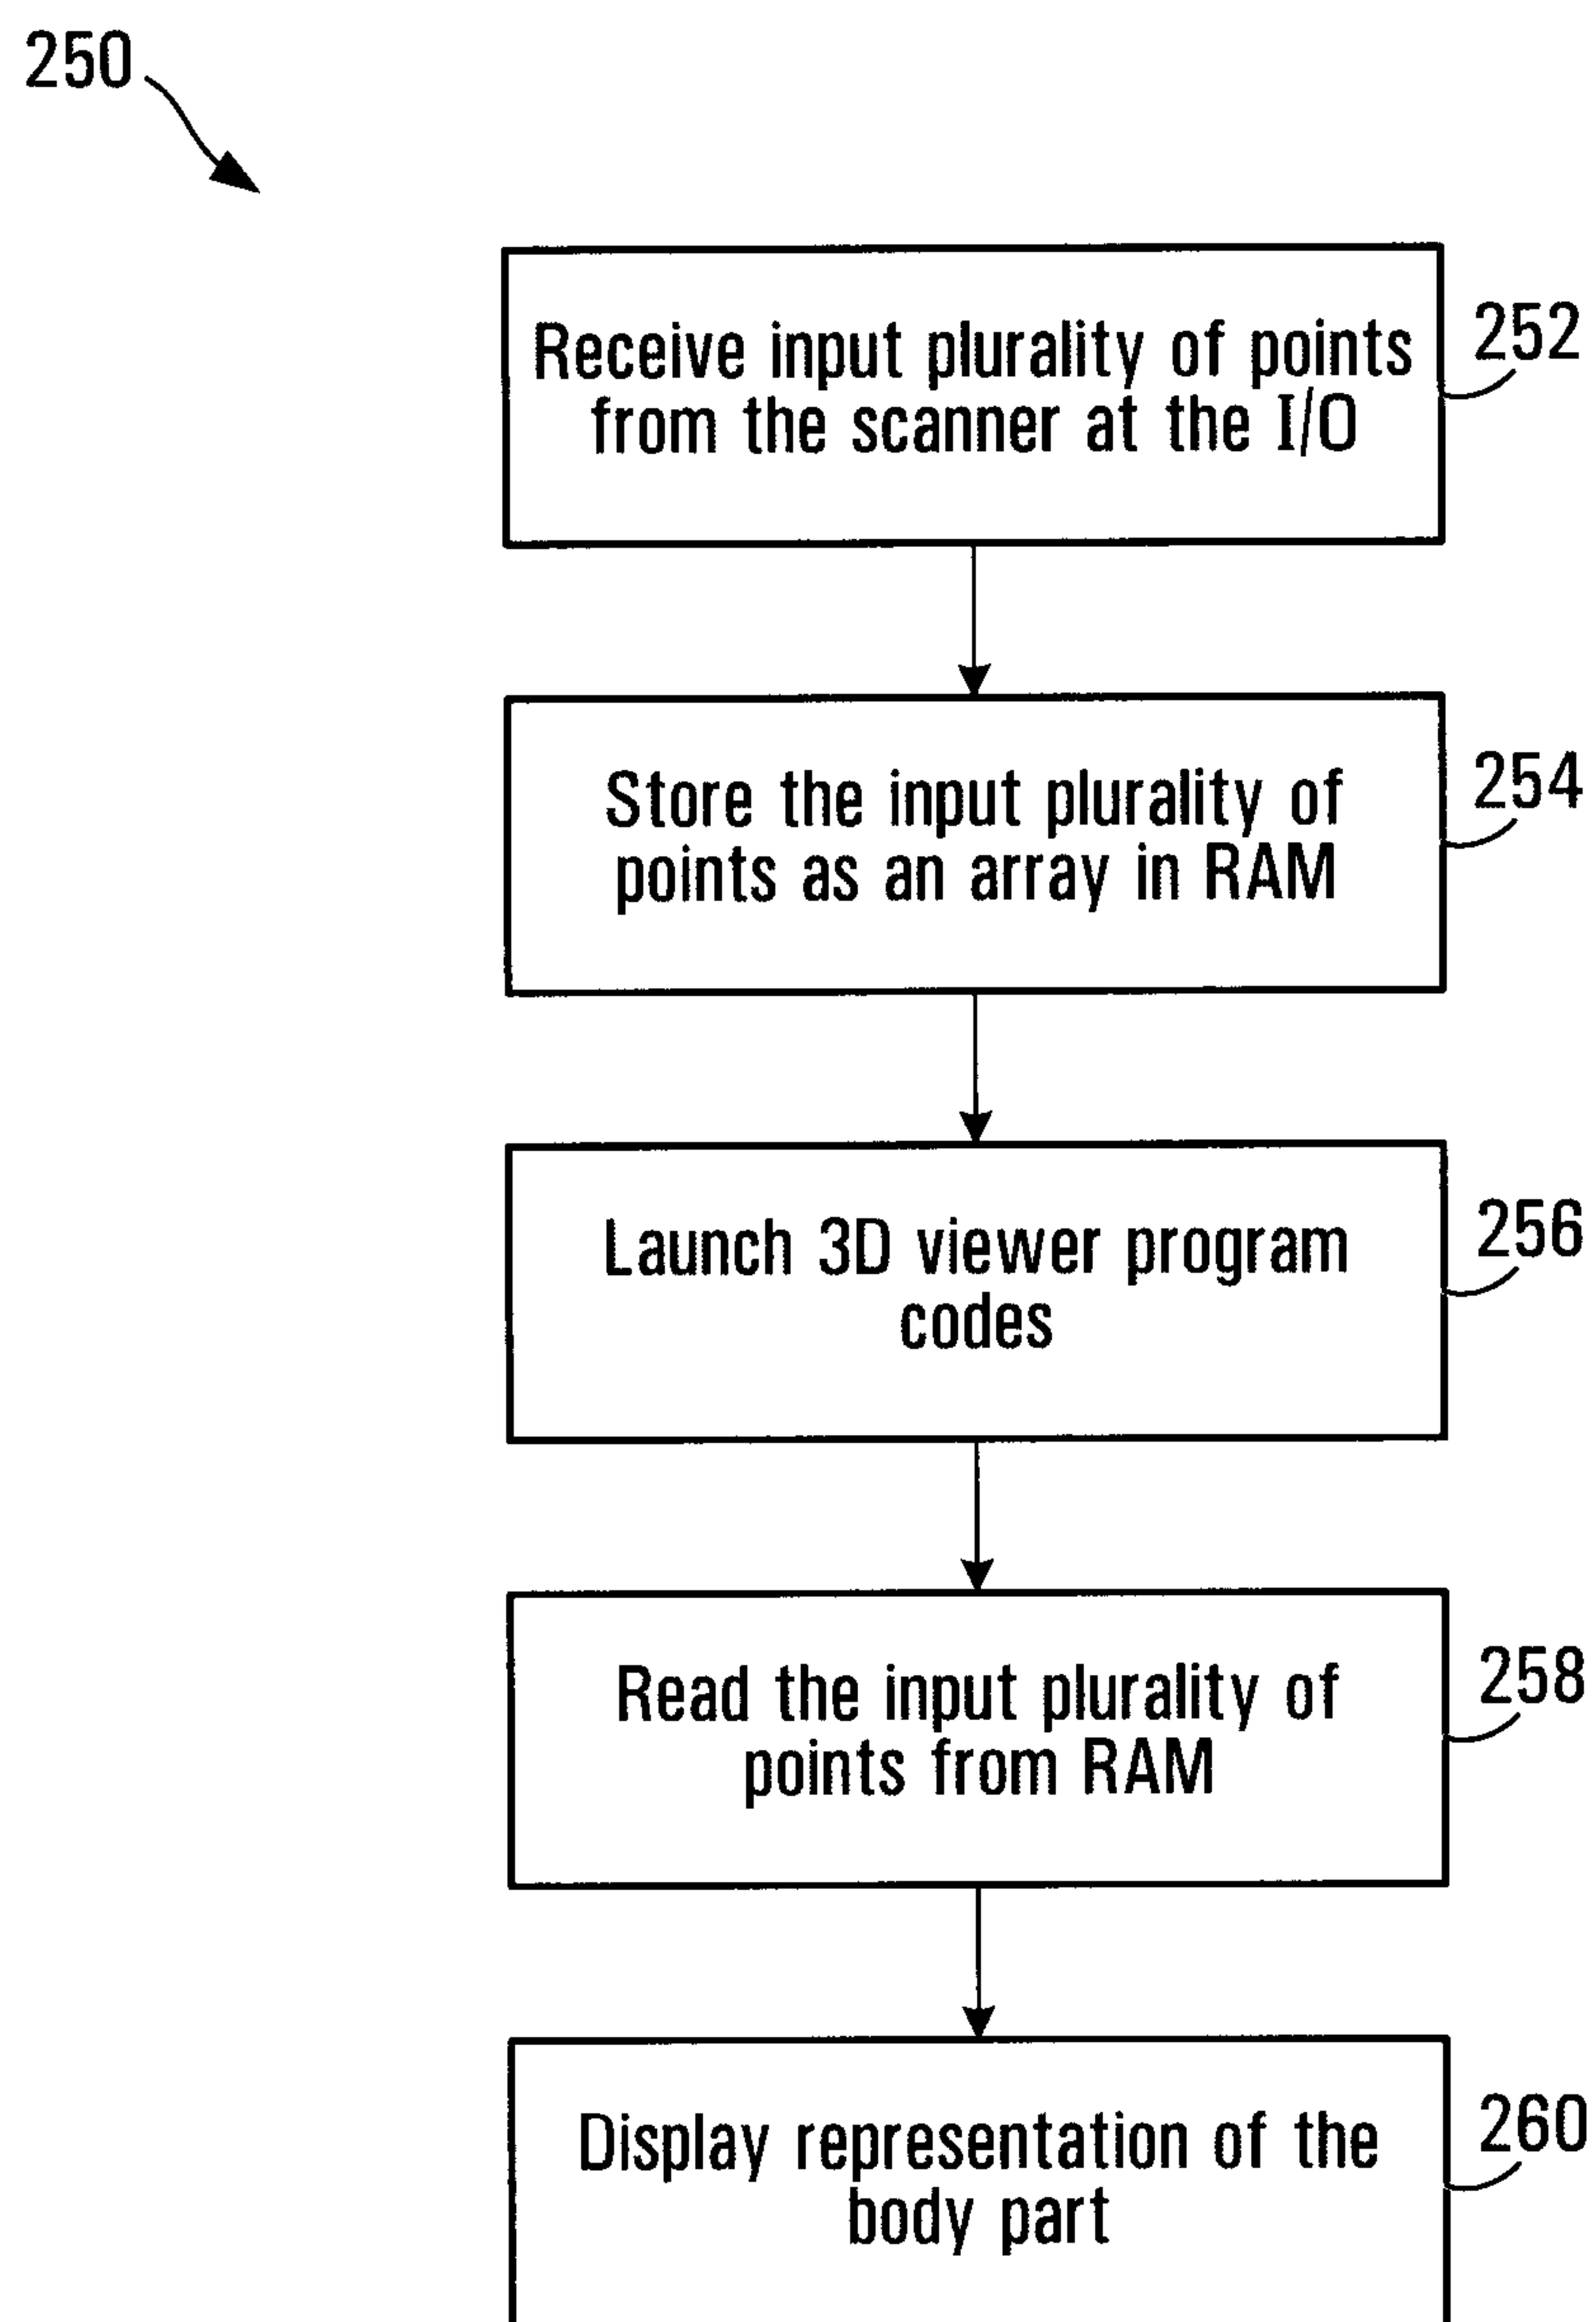 250
Receive input plurality of points
from the scanner at the I/O
252
Store the input plurality of
points as an array in RAM
254
Launch 3D viewer program
codes
256
Read the input plurality of
points from RAM
258
Display representation of the
body part
260